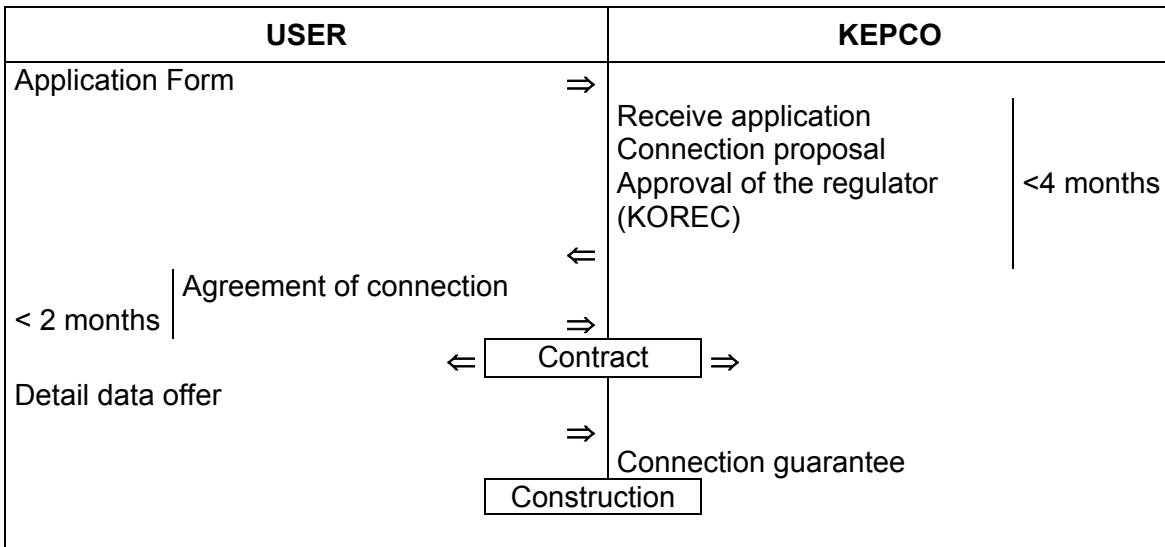 USER KEPCO
Application Form ⇒
Receive application
Connection proposal
Approval of the regulator <4 months
(KOREC)
⇐
Agreement of connection
< 2 months ⇒
⇐ Contract ⇒
Detail data offer
⇒
Connection guarantee
Construction